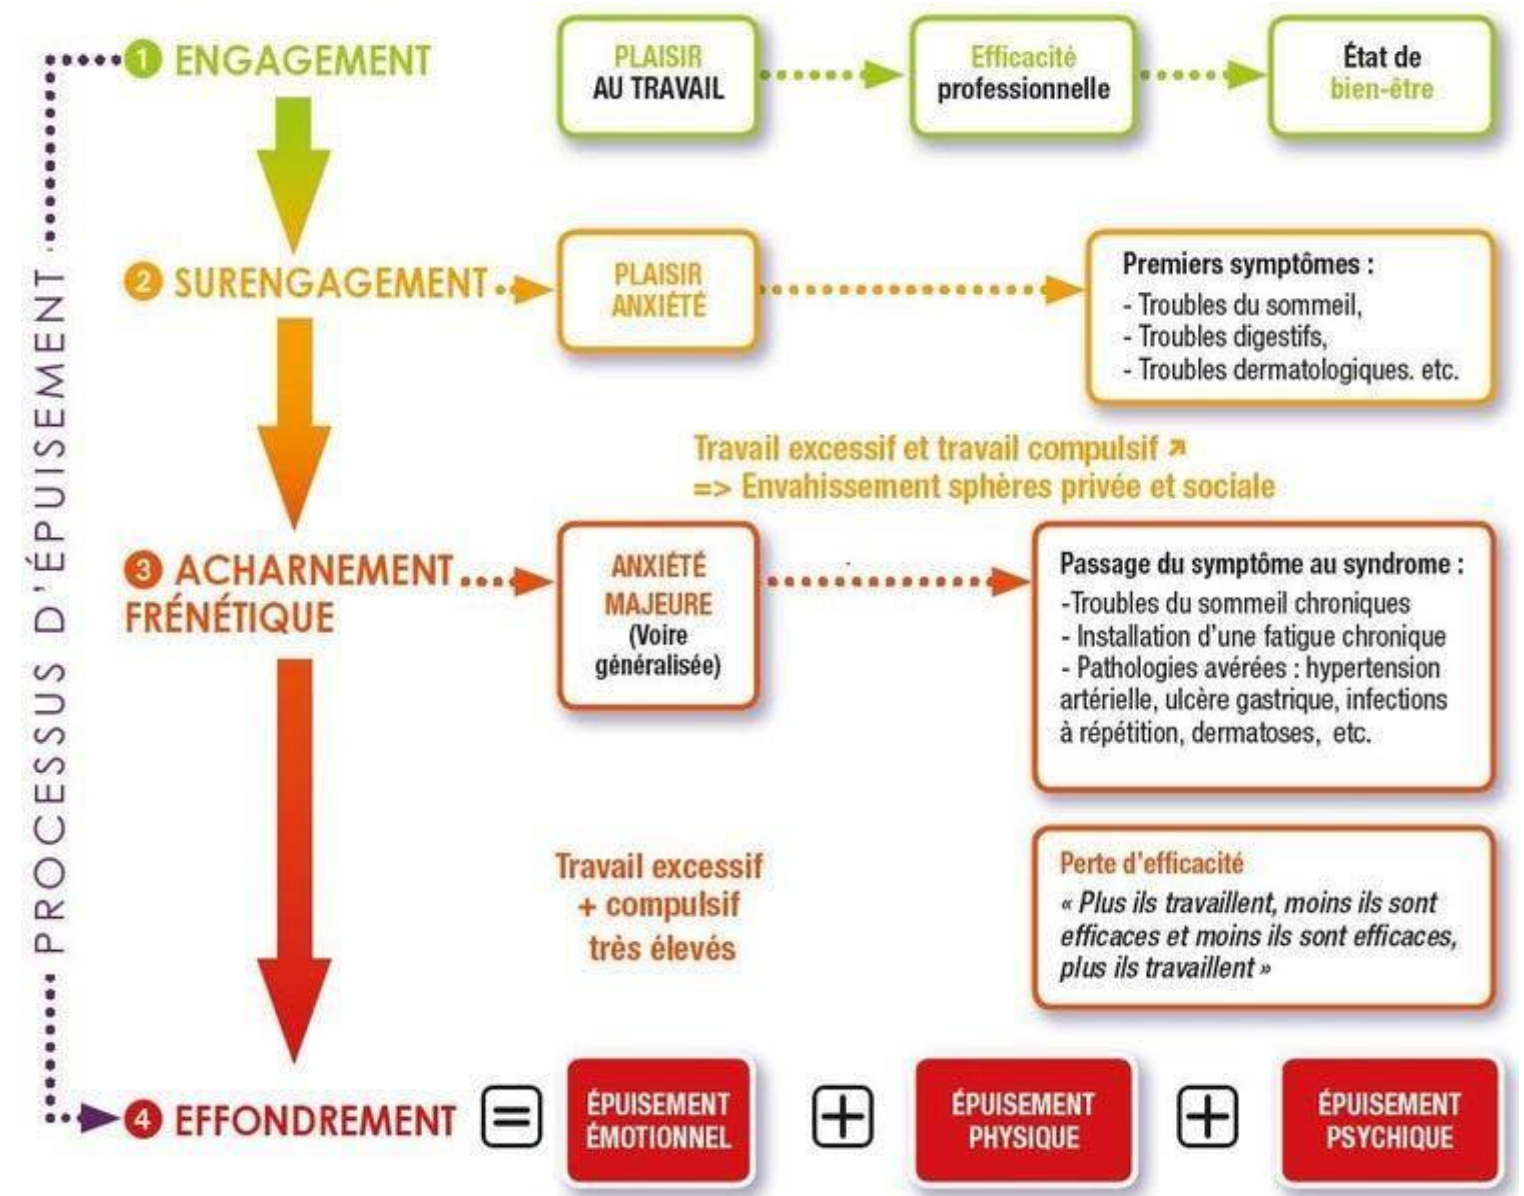 PROCESSUS D'ÉPUISEMENT
1 ENGAGEMENT
PLAISIR
AU TRAVAIL
Efficacité
professionnelle
État de
bien-être
2 SURENGAGEMENT
PLAISIR
ANXIÉTÉ
Premiers symptômes :
- Troubles du sommeil,
- Troubles digestifs,
- Troubles dermatologiques. etc.
Travail excessif et travail compulsif ↗
=> Envahissement sphères privée et sociale
3 ACHARNEMENT
FRÉNÉTIQUE
ANXIÉTÉ
MAJEURE
(Voire
généralisée)
Passage du symptôme au syndrome :
-Troubles du sommeil chroniques
- Installation d'une fatigue chronique
- Pathologies avérées : hypertension
artérielle, ulcère gastrique, infections
à répétition, dermatoses, etc.
Travail excessif
+ compulsif
très élevés
Perte d'efficacité
« Plus ils travaillent, moins ils sont
efficaces et moins ils sont efficaces,
plus ils travaillent »
4 EFFONDREMENT
=
ÉPUISEMENT
ÉMOTIONNEL
+
ÉPUISEMENT
PHYSIQUE
+
ÉPUISEMENT
PSYCHIQUE